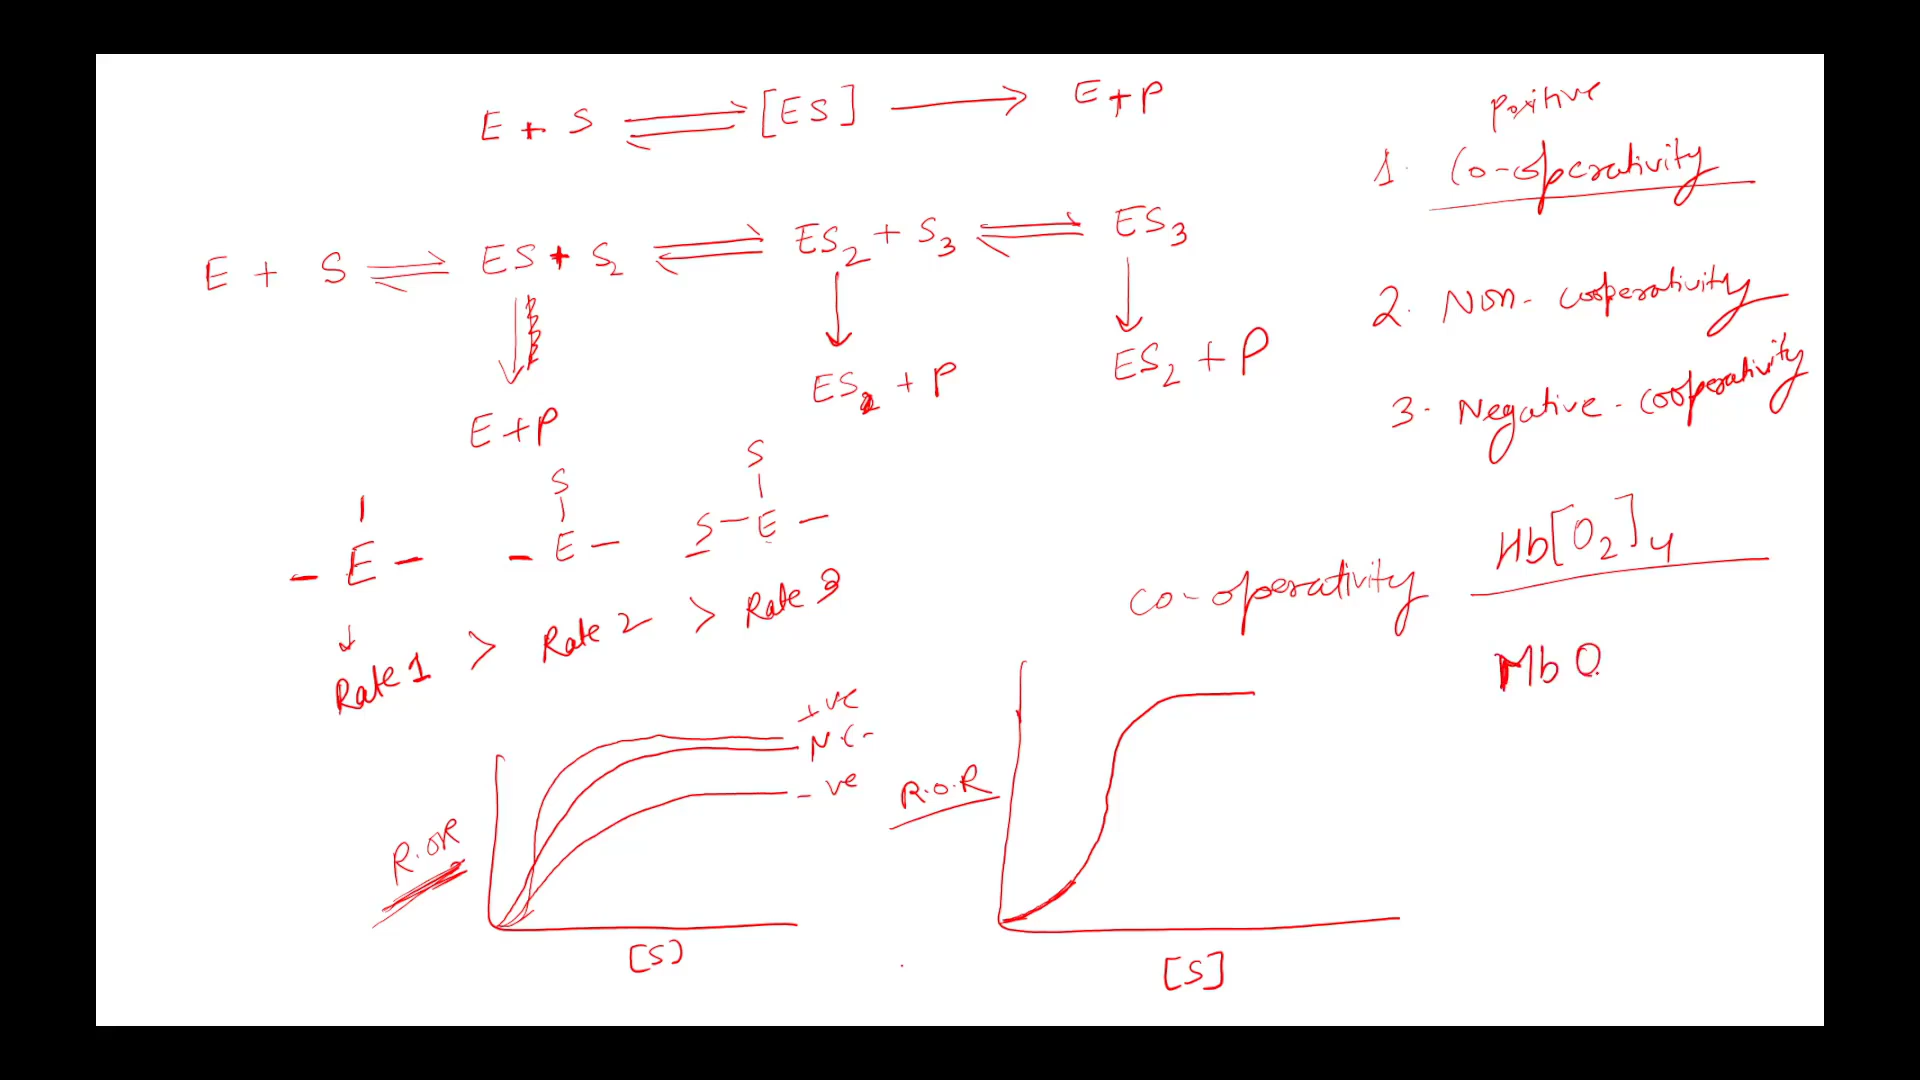 E + S ⇌ [ES] ⟶ E + P
E + S ⇌ ES + S₂ ⇌ ES₂ + S₃ ⇌ ES₃
E + P
ES₂ + P
ES₂ + P
Positive
1. Co-operativity
2. Non-cooperativity
3. Negative-cooperativity
- E -
S
- E -
S
S - E -
↓
Rate 1 > Rate 2 > Rate 3
co-operativity
Hb[O₂]₄
Mb O
R.OR
+ve
N.C-
-ve
[S]
R.O.R
[S]